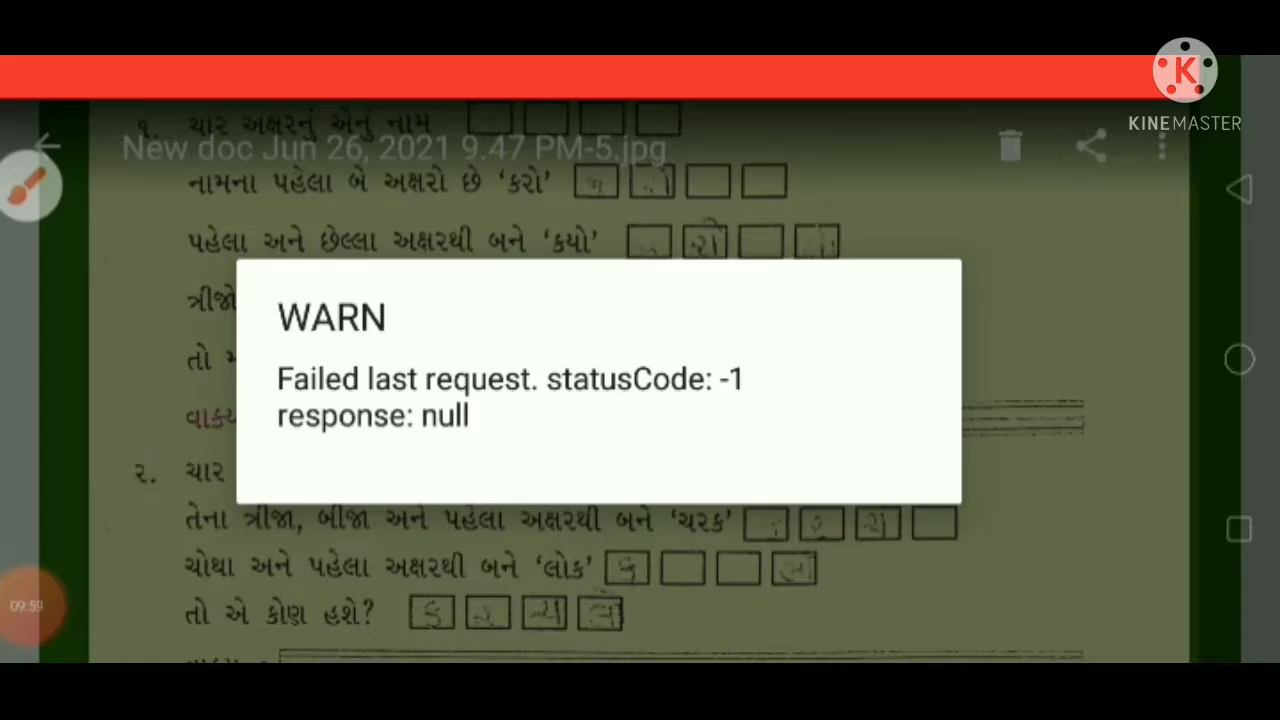 KINEMASTER
૧. ચાર અક્ષરનું એનું નામ
New doc Jun 26, 2021 9.47 PM-5.jpg
નામના પહેલા બે અક્ષરો છે ‘કરો’
પહેલા અને છેલ્લા અક્ષરથી બને ‘કયો’
ત્રીજો
WARN
તો
Failed last request. statusCode: -1
response: null
૨. ચાર
તેના ત્રીજા, બીજા અને પહેલા અક્ષરથી બને ‘ચરક’ ર ચ
ચોથા અને પહેલા અક્ષરથી બને ‘લોક’ ક
09:59
તો એ કોણ હશે? ક ર ચ લો